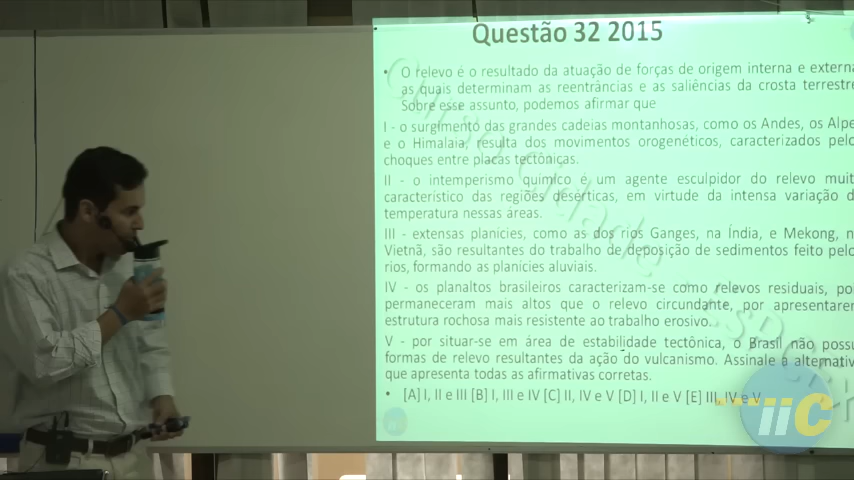 Questão 32 2015
• O relevo é o resultado da atuação de forças de origem interna e externa
as quais determinam as reentrâncias e as saliências da crosta terrestre
Sobre esse assunto, podemos afirmar que
I - o surgimento das grandes cadeias montanhosas, como os Andes, os Alpe
e o Himalaia, resulta dos movimentos orogenéticos, caracterizados pelo
choques entre placas tectônicas.
II - o intemperismo químico é um agente esculpidor do relevo muit
característico das regiões desérticas, em virtude da intensa variação d
temperatura nessas áreas.
III - extensas planícies, como as dos rios Ganges, na Índia, e Mekong, n
Vietnã, são resultantes do trabalho de deposição de sedimentos feito pelo
rios, formando as planícies aluviais.
IV - os planaltos brasileiros caracterizam-se como relevos residuais, po
permaneceram mais altos que o relevo circundante, por apresentarem
estrutura rochosa mais resistente ao trabalho erosivo.
V - por situar-se em área de estabilidade tectônica, o Brasil não possu
formas de relevo resultantes da ação do vulcanismo. Assinale a alternativ
que apresenta todas as afirmativas corretas.
• [A] I, II e III [B] I, III e IV [C] II, IV e V [D] I, II e V [E] III, IV e V
iiC